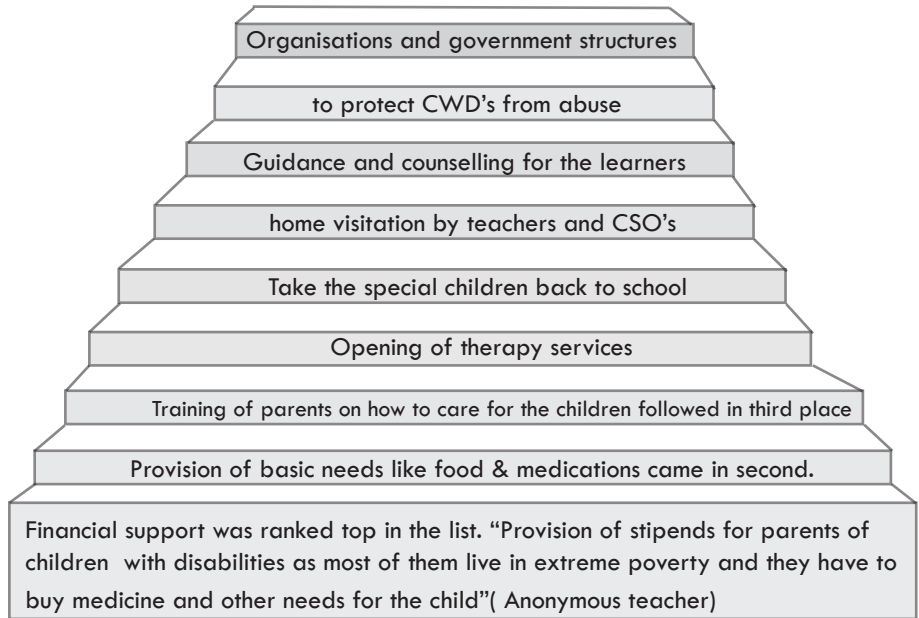 Organisations and government structures
to protect CWD's from abuse
Guidance and counselling for the learners
home visitation by teachers and CSO's
Take the special children back to school
Opening of therapy services
Training of parents on how to care for the children followed in third place
Provision of basic needs like food & medications came in second.
Financial support was ranked top in the list. “Provision of stipends for parents of
children with disabilities as most of them live in extreme poverty and they have to
buy medicine and other needs for the child”( Anonymous teacher)